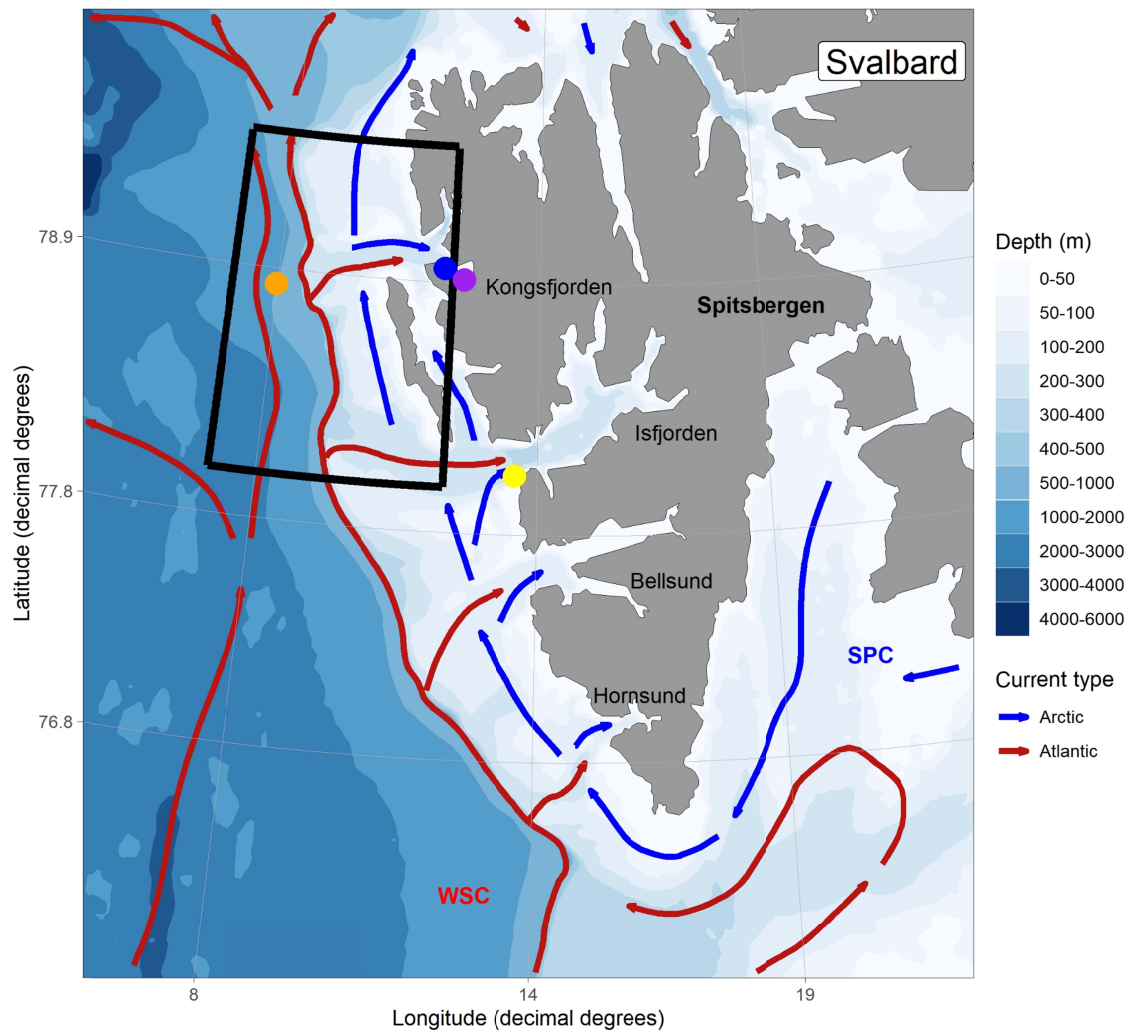 Svalbard
78.9
77.8
76.8
Latitude (decimal degrees)
8
14
19
Longitude (decimal degrees)
Kongsfjorden
Spitsbergen
Isfjorden
Bellsund
SPC
Hornsund
WSC
Depth (m)
0-50
50-100
100-200
200-300
300-400
400-500
500-1000
1000-2000
2000-3000
3000-4000
4000-6000
Current type
Arctic
Atlantic